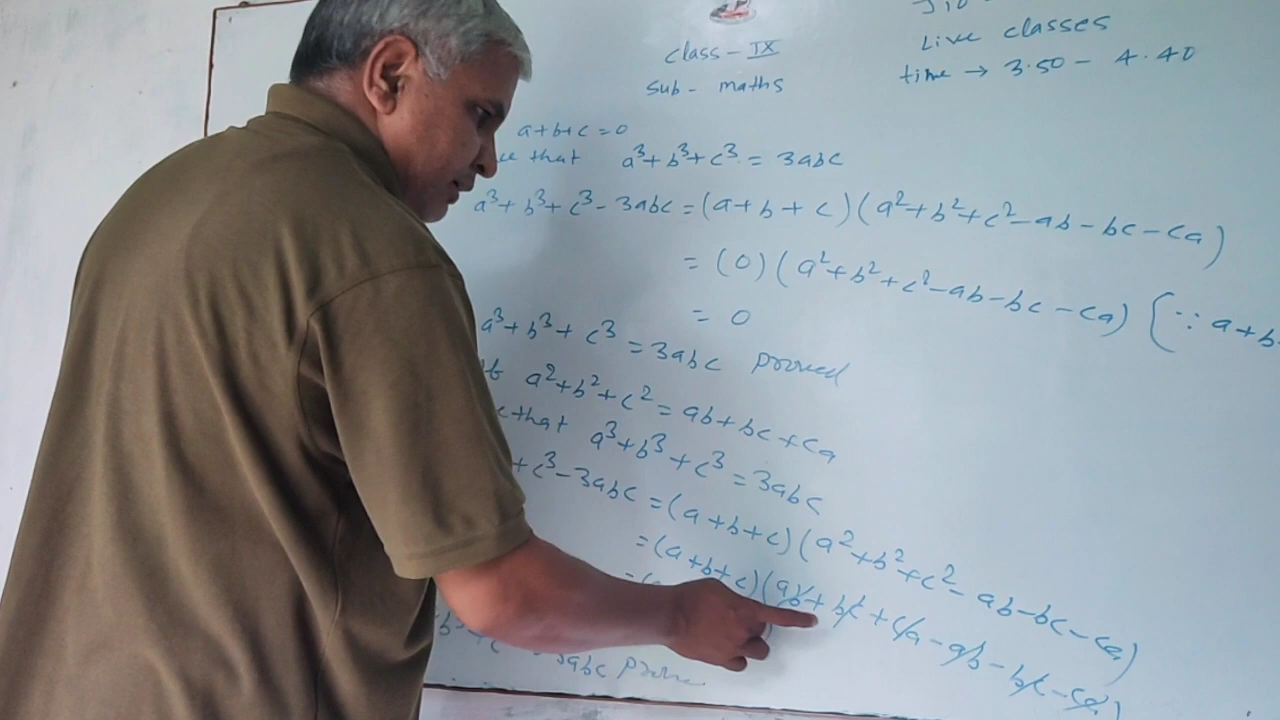 Live classes
time → 3.50 - 4.40
class - IX
Sub - maths
a+b+c=0
that a³+b³+c³ = 3abc
a³+b³+c³-3abc = (a+b+c)(a²+b²+c²-ab-bc-ca)
= (0)(a²+b²+c²-ab-bc-ca) {∵ a+b
= 0
a³+b³+c³ = 3abc proved
a²+b²+c² = ab+bc+ca
that a³+b³+c³ = 3abc
+c³-3abc = (a+b+c)(a²+b²+c²-ab-bc-ca)
= (a+b+c)(ab+bc+ca-ab-bc-ca)
3abc